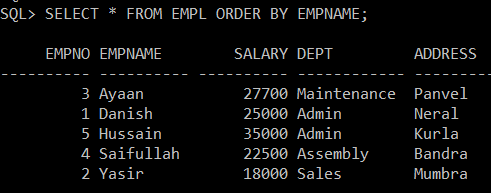 SQL> SELECT * FROM EMPL ORDER BY EMPNAME;
EMPNO EMPNAME SALARY DEPT ADDRESS
---------- ---------- ---------- ----------- ---------
3 Ayaan 27700 Maintenance Panvel
1 Danish 25000 Admin Neral
5 Hussain 35000 Admin Kurla
4 Saifullah 22500 Assembly Bandra
2 Yasir 18000 Sales Mumbra